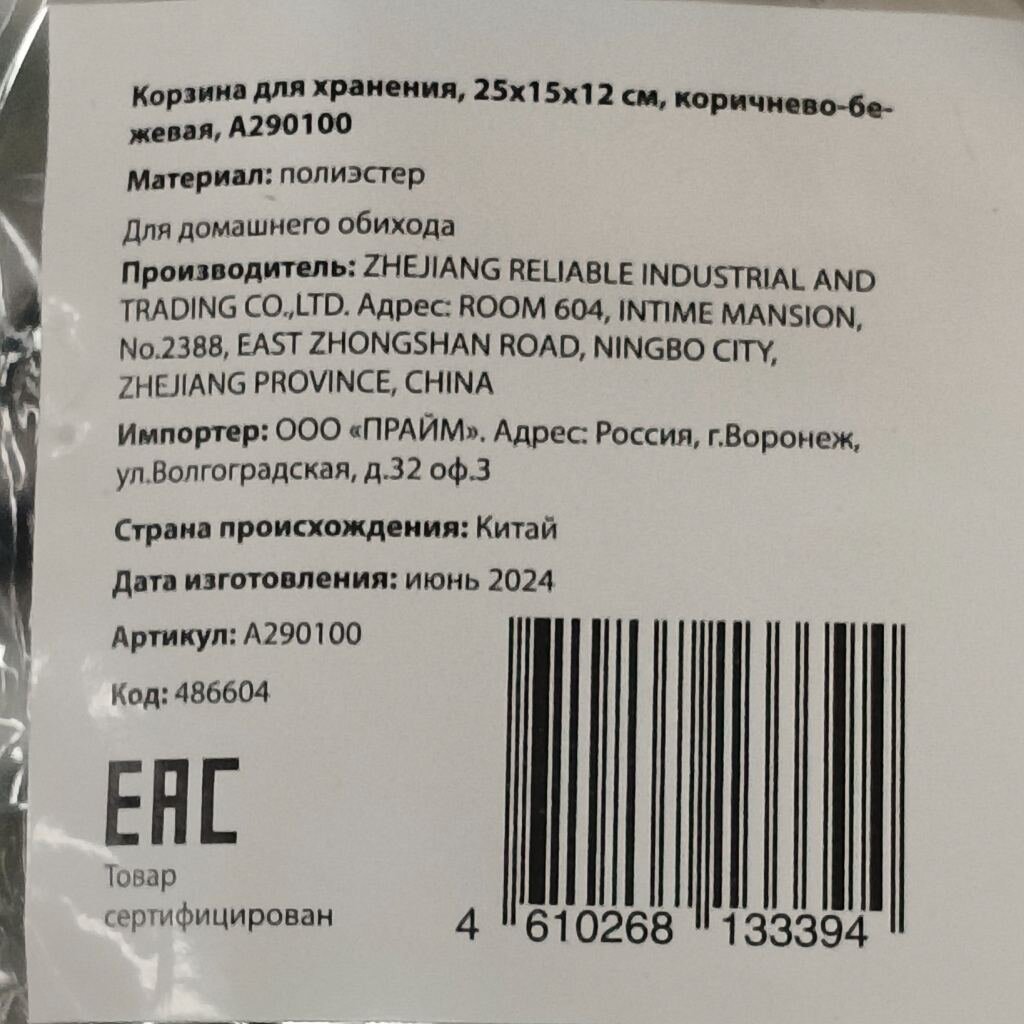 Корзина для хранения, 25х15х12 см, коричнево-бе-
жевая, А290100
Материал: полиэстер
Для домашнего обихода
Производитель: ZHEJIANG RELIABLE INDUSTRIAL AND
TRADING CO.,LTD. Адрес: ROOM 604, INTIME MANSION,
No.2388, EAST ZHONGSHAN ROAD, NINGBO CITY,
ZHEJIANG PROVINCE, CHINA
Импортер: ООО «ПРАЙМ». Адрес: Россия, г.Воронеж,
ул.Волгоградская, д.32 оф.3
Страна происхождения: Китай
Дата изготовления: июнь 2024
Артикул: А290100
Код: 486604
EAC
Товар
сертифицирован
4 610268 133394